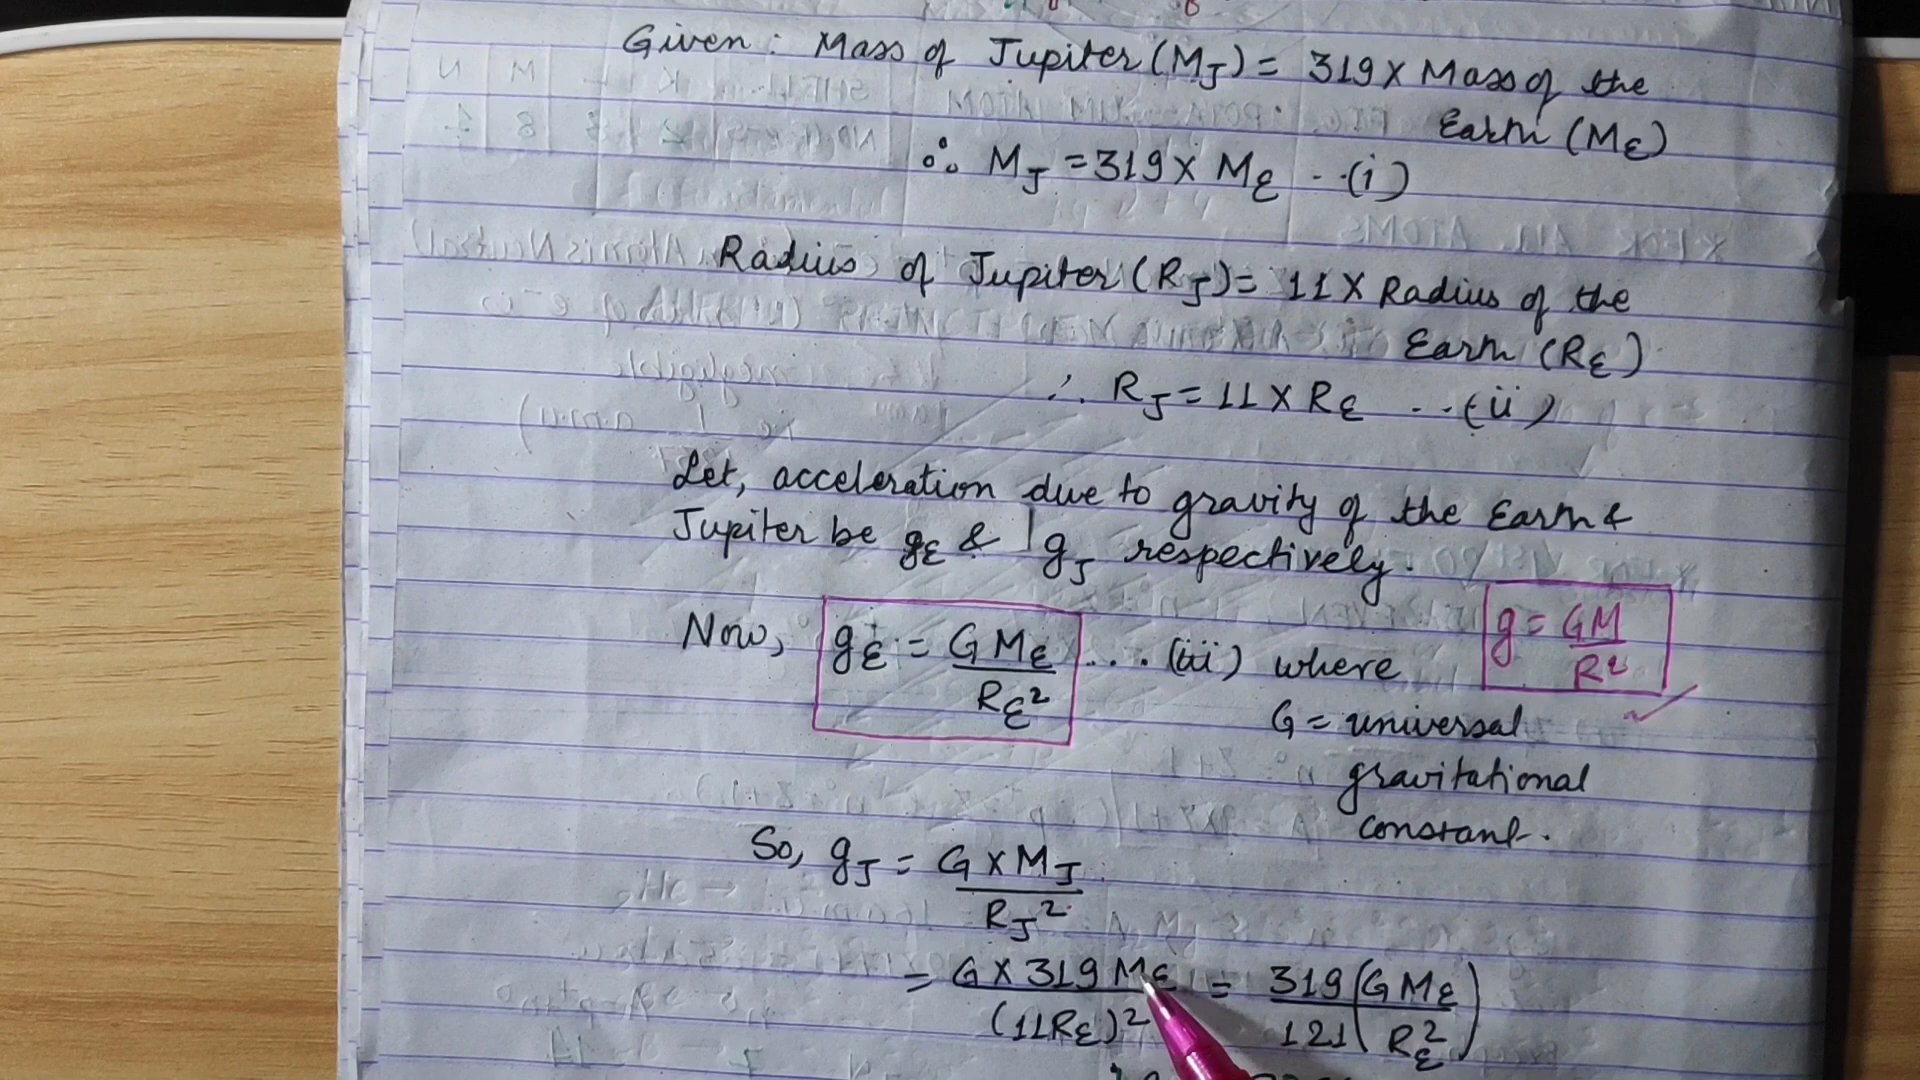 Given: Mass of Jupiter (MJ) = 319 x Mass of the
Earth (ME)
∴ MJ = 319 x ME ...(i)
Radius of Jupiter (RJ) = 11 x Radius of the
Earth (RE)
∴ RJ = 11 x RE ...(ii)
Let, acceleration due to gravity of the Earth &
Jupiter be gE & gJ respectively.
Now, gE = GME / RE² ... (iii) where
g = GM / R²
G = universal
gravitational
constant.
So, gJ = G x MJ / RJ²
= G x 319 ME / (11RE)² = 319/121 (GME / RE²)